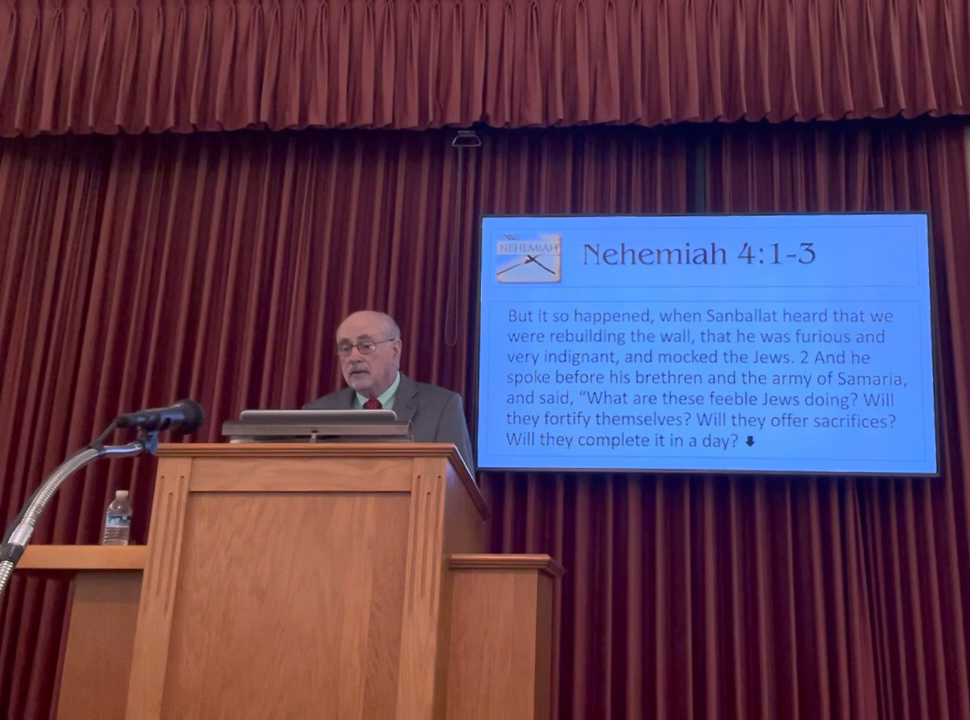 NEHEMIAH
Nehemiah 4:1-3
But it so happened, when Sanballat heard that we
were rebuilding the wall, that he was furious and
very indignant, and mocked the Jews. 2 And he
spoke before his brethren and the army of Samaria,
and said, “What are these feeble Jews doing? Will
they fortify themselves? Will they offer sacrifices?
Will they complete it in a day?